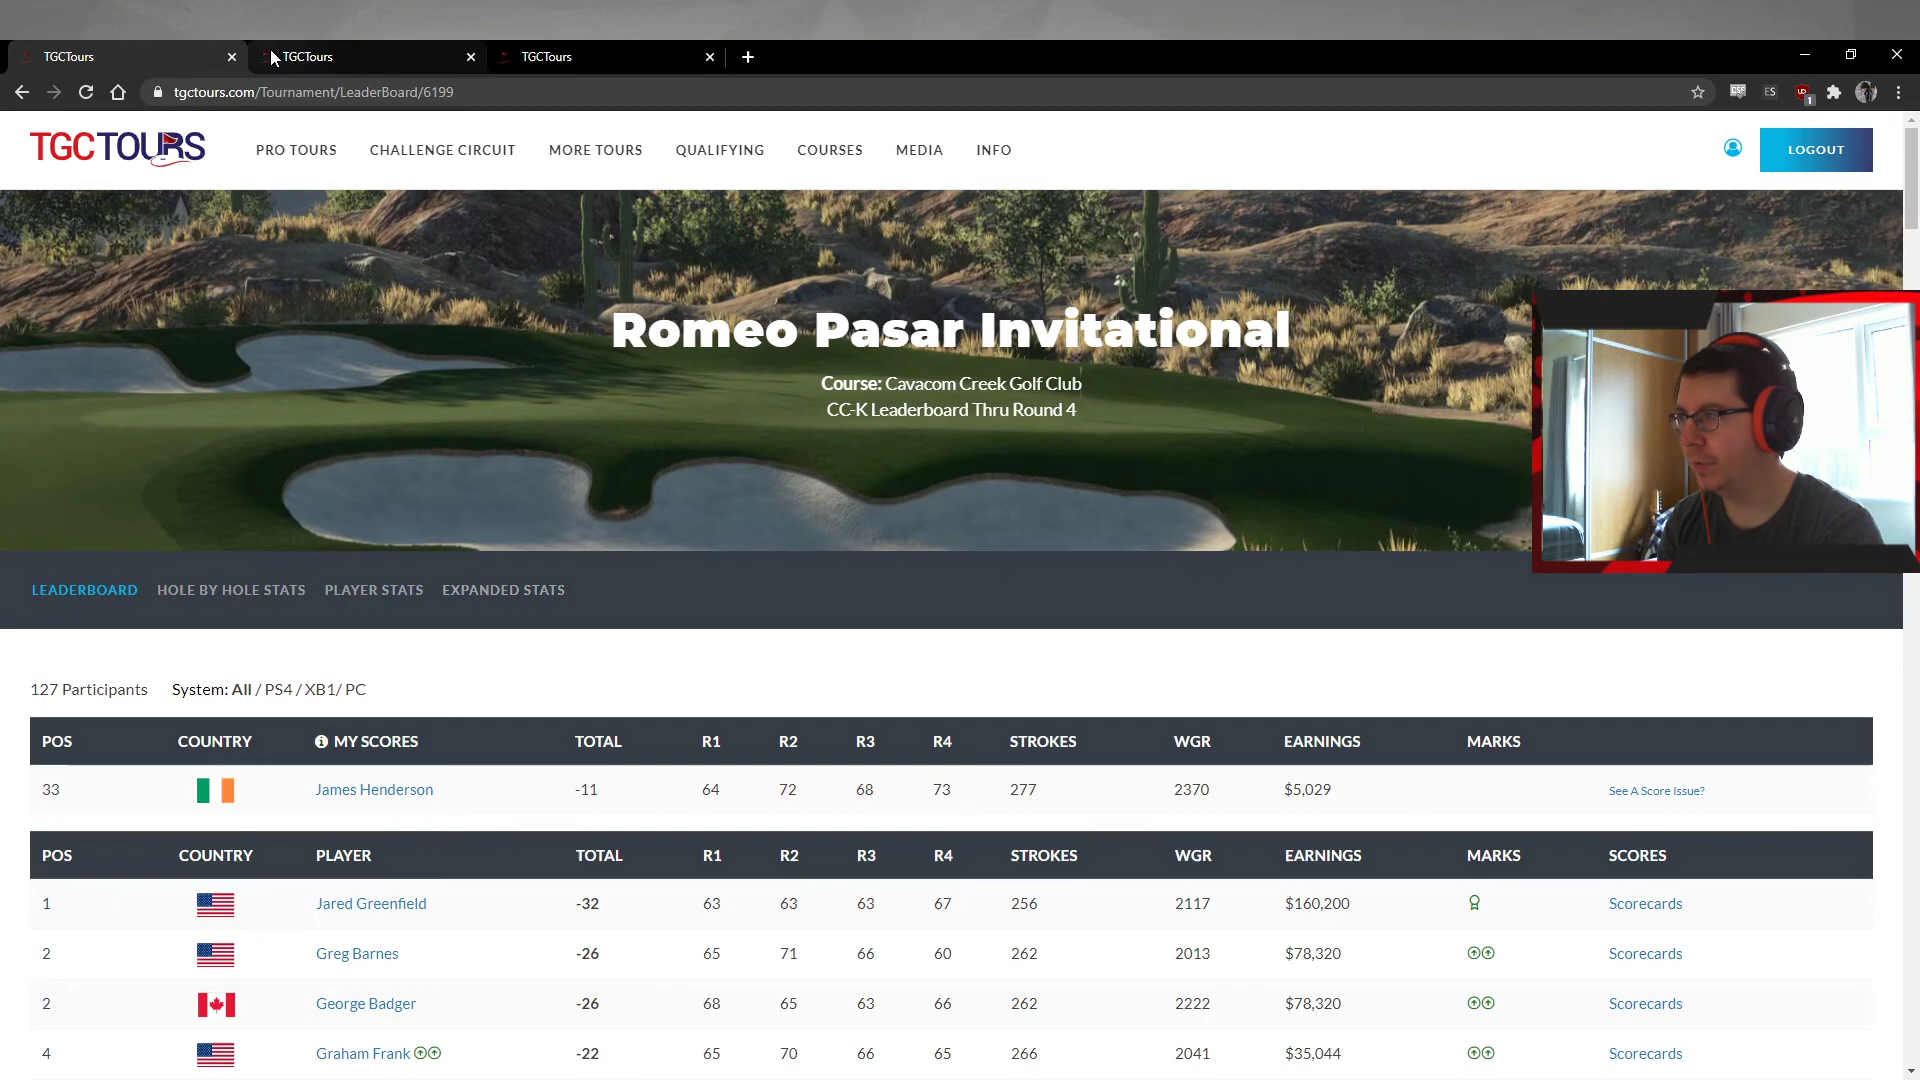 TGCTours
TGCTours
TGCTours
tgctours.com/Tournament/LeaderBoard/6199
ES
1
TGCTOURS
PRO TOURS
CHALLENGE CIRCUIT
MORE TOURS
QUALIFYING
COURSES
MEDIA
INFO
LOGOUT
Romeo Pasar Invitational
Course: Cavacom Creek Golf Club
CC-K Leaderboard Thru Round 4
LEADERBOARD
HOLE BY HOLE STATS
PLAYER STATS
EXPANDED STATS
127 Participants System: All / PS4 / XB1/ PC
POS COUNTRY MY SCORES TOTAL R1 R2 R3 R4 STROKES WGR EARNINGS MARKS
33 James Henderson -11 64 72 68 73 277 2370 $5,029 See A Score Issue?
POS COUNTRY PLAYER TOTAL R1 R2 R3 R4 STROKES WGR EARNINGS MARKS SCORES
1 Jared Greenfield -32 63 63 63 67 256 2117 $160,200 Scorecards
2 Greg Barnes -26 65 71 66 60 262 2013 $78,320 Scorecards
2 George Badger -26 68 65 63 66 262 2222 $78,320 Scorecards
4 Graham Frank -22 65 70 66 65 266 2041 $35,044 Scorecards